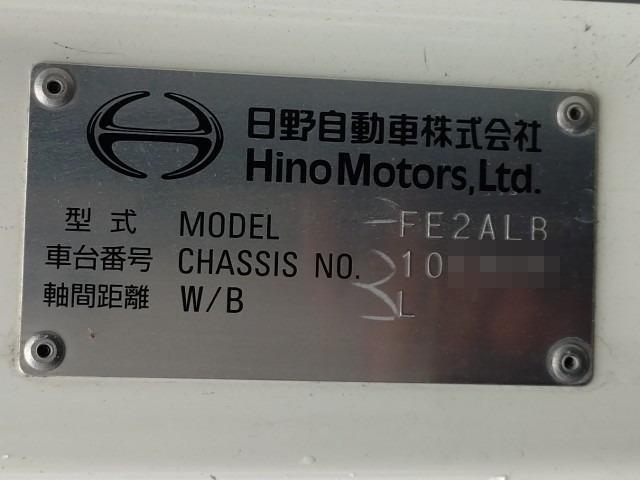 日野自動車株式会社
Hino Motors, Ltd.
型式 MODEL FE2ALB
車台番号 CHASSIS NO. 10
軸間距離 W/B L